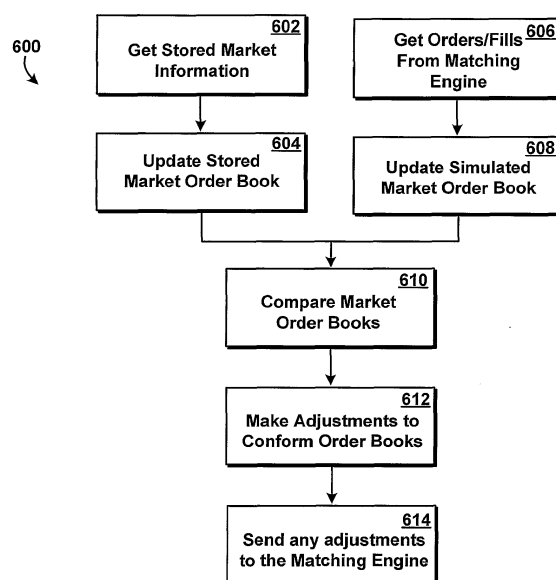 600
602
Get Stored Market
Information
606
Get Orders/Fills
From Matching
Engine
604
Update Stored
Market Order Book
608
Update Simulated
Market Order Book
610
Compare Market
Order Books
612
Make Adjustments to
Conform Order Books
614
Send any adjustments
to the Matching Engine